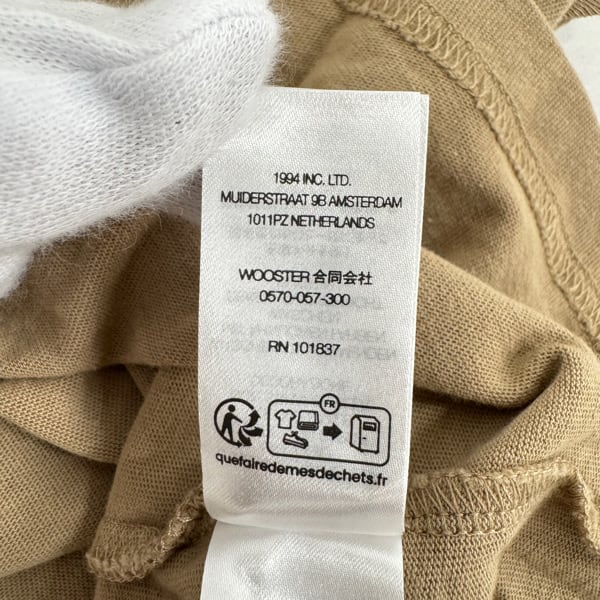 1994 INC. LTD.
MUIDERSTRAAT 9B AMSTERDAM
1011PZ NETHERLANDS
WOOSTER 合同会社
0570-057-300
RN 101837
FR
quefairedemesdechets.fr